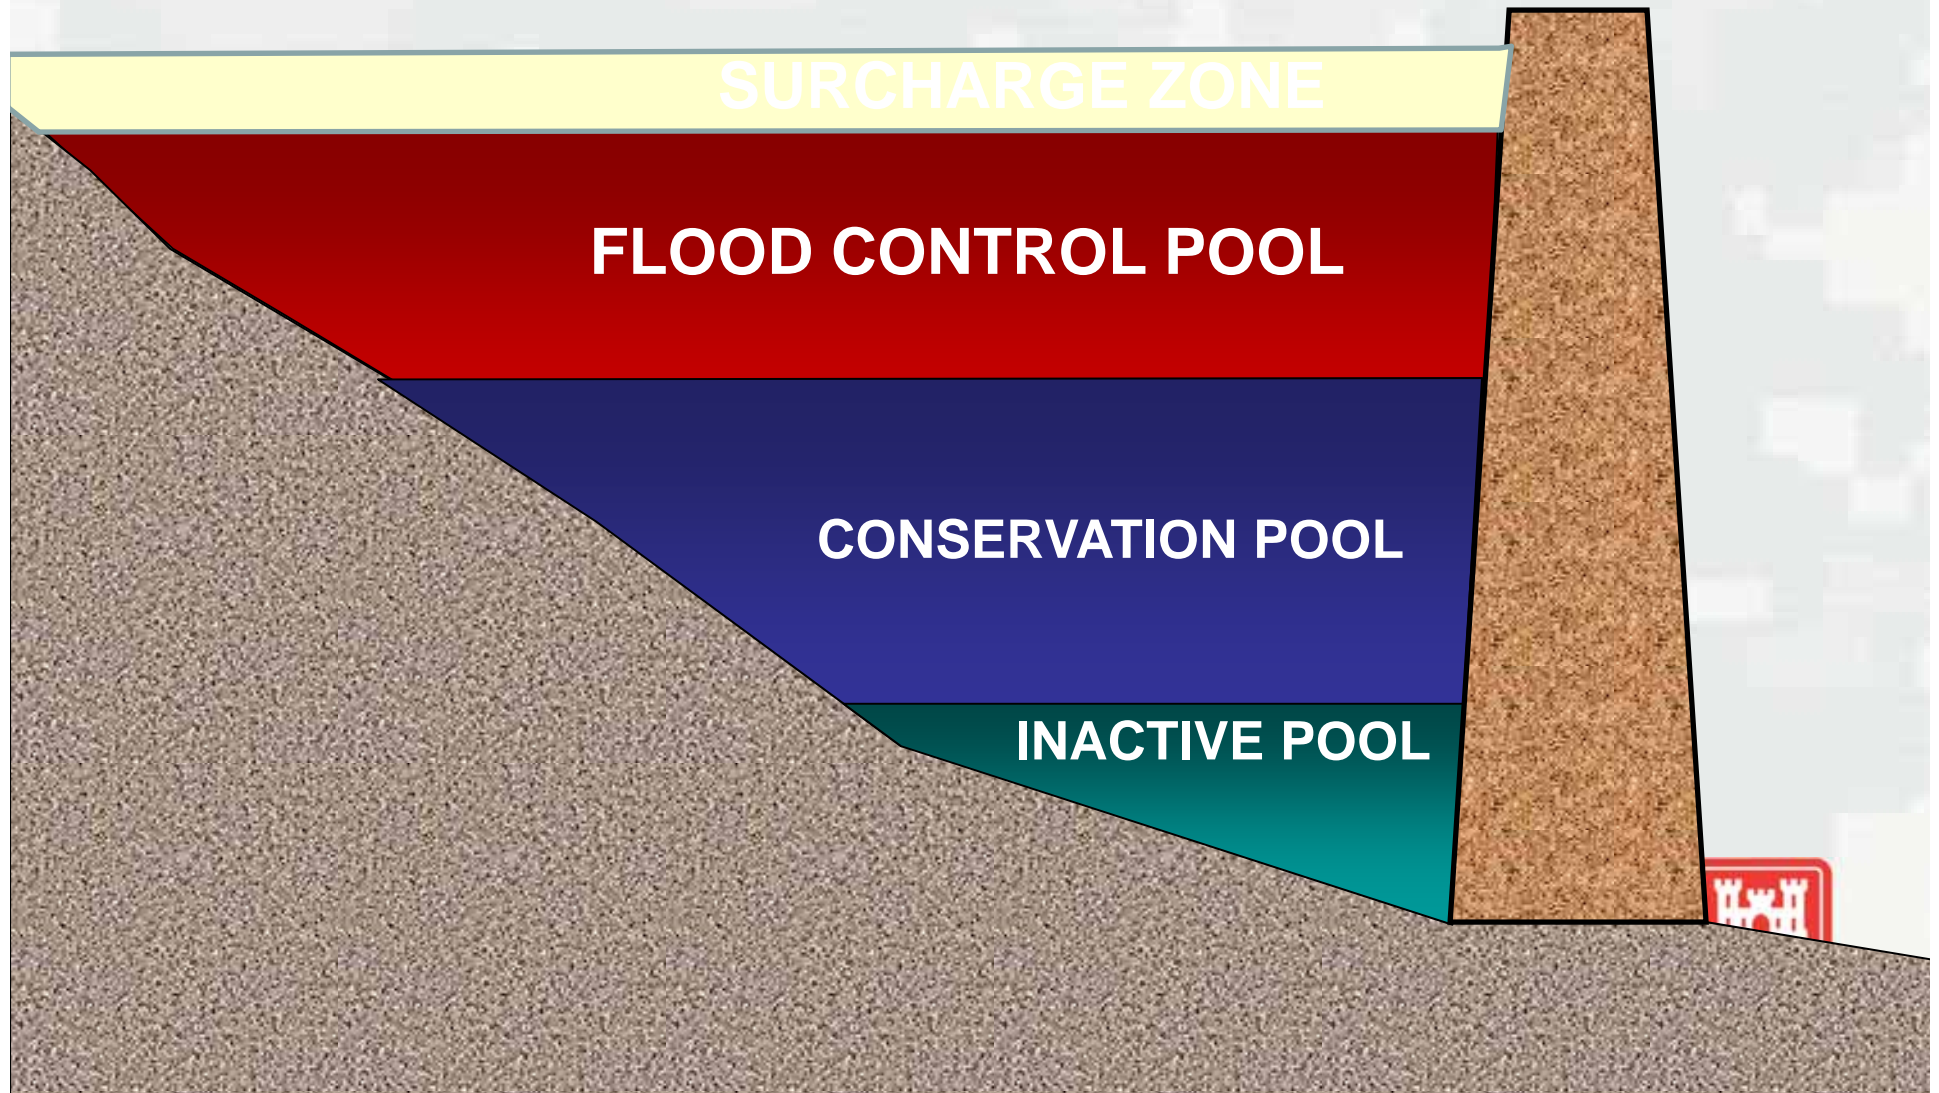 SURCHARGE ZONE
FLOOD CONTROL POOL
CONSERVATION POOL
INACTIVE POOL